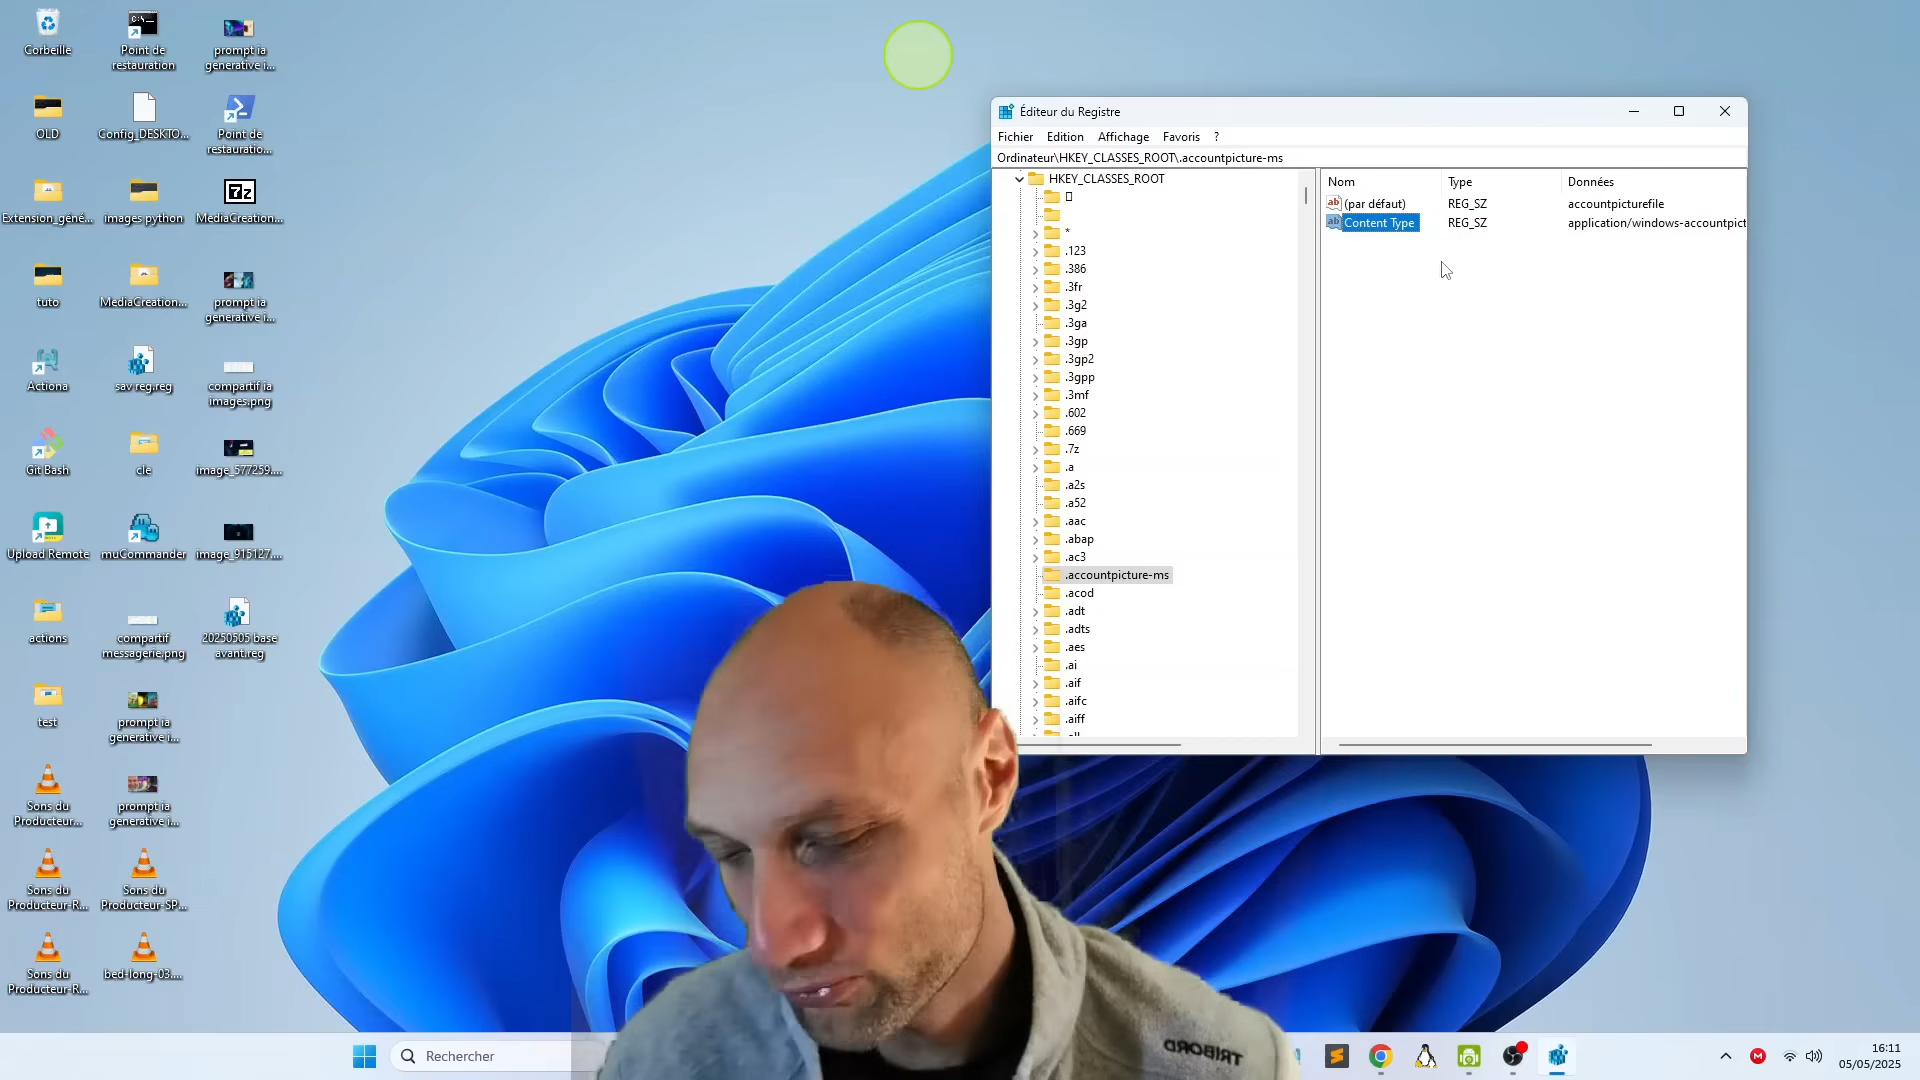 Corbeille
Point de
restauration
prompt ia
generative i...
OLD
Config_DESKTO...
Point de
restauratio...
Extension_géné...
images python
MediaCreation...
tuto
MediaCreation...
prompt ia
generative i...
Actiona
sav reg.reg
compartif ia
images.png
Git Bash
cle
image_577259....
Upload Remote
muCommander
image_915127....
actions
compartif
messagerie.png
20250505 base
avant.reg
test
prompt ia
generative i...
Sons du
Producteur...
prompt ia
generative i...
Sons du
Producteur-R...
Sons du
Producteur-SP...
Sons du
Producteur-R...
bed-long-03....
Éditeur du Registre
Fichier Edition Affichage Favoris ?
Ordinateur\HKEY_CLASSES_ROOT\.accountpicture-ms
HKEY_CLASSES_ROOT
*
.123
.386
.3fr
.3g2
.3ga
.3gp
.3gp2
.3gpp
.3mf
.602
.669
.7z
.a
.a2s
.a52
.aac
.abap
.ac3
.accountpicture-ms
.acod
.adt
.adts
.aes
.ai
.aif
.aifc
.aiff
Nom Type Données
(par défaut) REG_SZ accountpicturefile
Content Type REG_SZ application/windows-accountpict
TRIBORD
Rechercher
16:11
05/05/2025